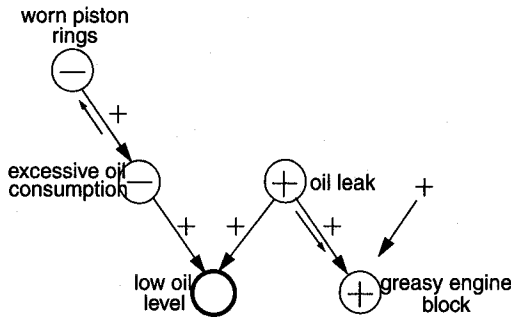 worn piston
rings
−
+
excessive oil
consumption
−
+
oil leak
+
+
+
+
low oil
level
+
greasy engine
block